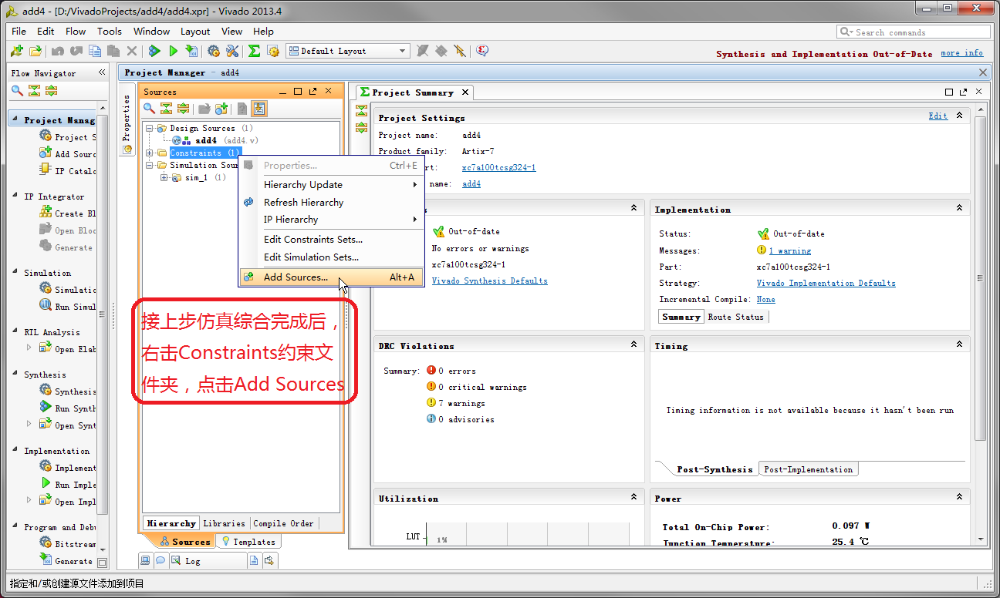 add4 - [D:/VivadoProjects/add4/add4.xpr] - Vivado 2013.4
File Edit Flow Tools Window Layout View Help
Search commands
Default Layout
Synthesis and Implementation Out-of-Date more info
Flow Navigator
Project Manager - add4
Properties
Sources
Project Summary
Project Manag
Project S
Add Sourc
IP Catalo
IP Integrator
Create Bl
Open Bloc
Generate
Simulation
Simulatio
Run Simul
RTL Analysis
Open Elab
Synthesis
Synthesis
Run Synth
Open Synt
Implementation
Implement
Run Imple
Open Impl
Program and Debu
Bitstream
Generate
Design Sources (1)
add4 (add4.v)
Constraints (1)
Simulation Sour
sim_1 (1)
Properties... Ctrl+E
Hierarchy Update
Refresh Hierarchy
IP Hierarchy
Edit Constraints Sets...
Edit Simulation Sets...
Add Sources... Alt+A
接上步仿真综合完成后，
右击Constraints约束文
件夹，点击Add Sources
Hierarchy Libraries Compile Order
Sources Templates
Log
Project Settings Edit
Project name: add4
Product family: Artix-7
rt: xc7a100tcsg324-1
name: add4
s
Out-of-date
No errors or warnings
xc7a100tcsg324-1
Vivado Synthesis Defaults
Implementation
Status: Out-of-date
Messages: 1 warning
Part: xc7a100tcsg324-1
Strategy: Vivado Implementation Defaults
Incremental Compile: None
Summary Route Status
DRC Violations
Summary: 0 errors
0 critical warnings
7 warnings
0 advisories
Timing
Timing information is not available because it hasn't been run
Post-Synthesis Post-Implementation
Utilization
LUT 1%
Power
Total On-Chip Power: 0.097 W
Junction Temperature: 25.4 ℃
指定和/或创建源文件添加到项目